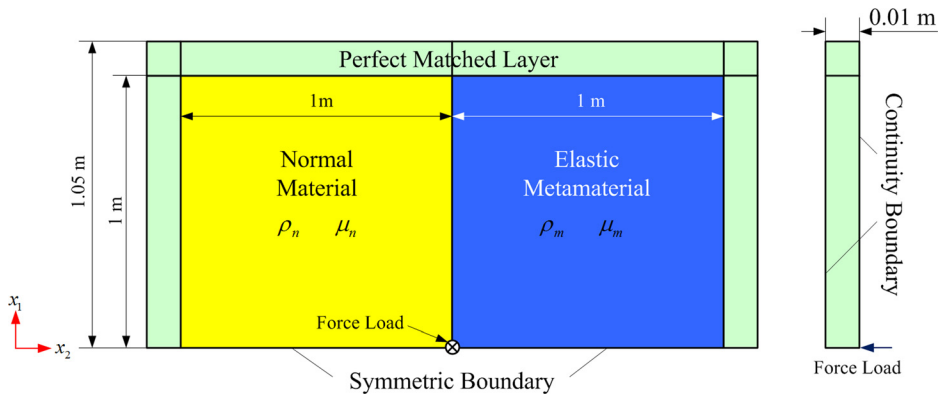 0.01 m
Perfect Matched Layer
1m
1 m
Normal
Material
ρn μn
Elastic
Metamaterial
ρm μm
1.05 m
1 m
Continuity Boundary
x1
x2
Force Load
Symmetric Boundary
Force Load